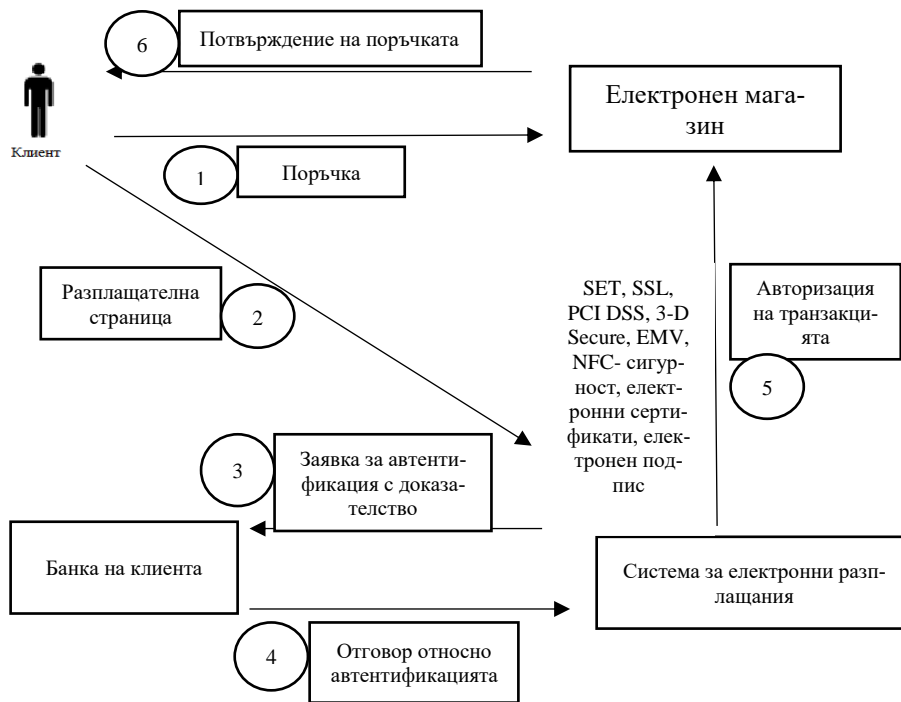 6
Потвърждение на поръчката
Електронен мага-
зин
Клиент
1
Поръчка
Разплащателна
страница
2
SET, SSL,
PCI DSS, 3-D
Secure, EMV,
NFC- сигур-
ност, елект-
ронни серти-
фикати, елек-
тронен под-
пис
Авторизация
на транзакци-
ята
5
3
Заявка за автенти-
фикация с доказа-
телство
Банка на клиента
Система за електронни разп-
лащания
4
Отговор относно
автентификацията